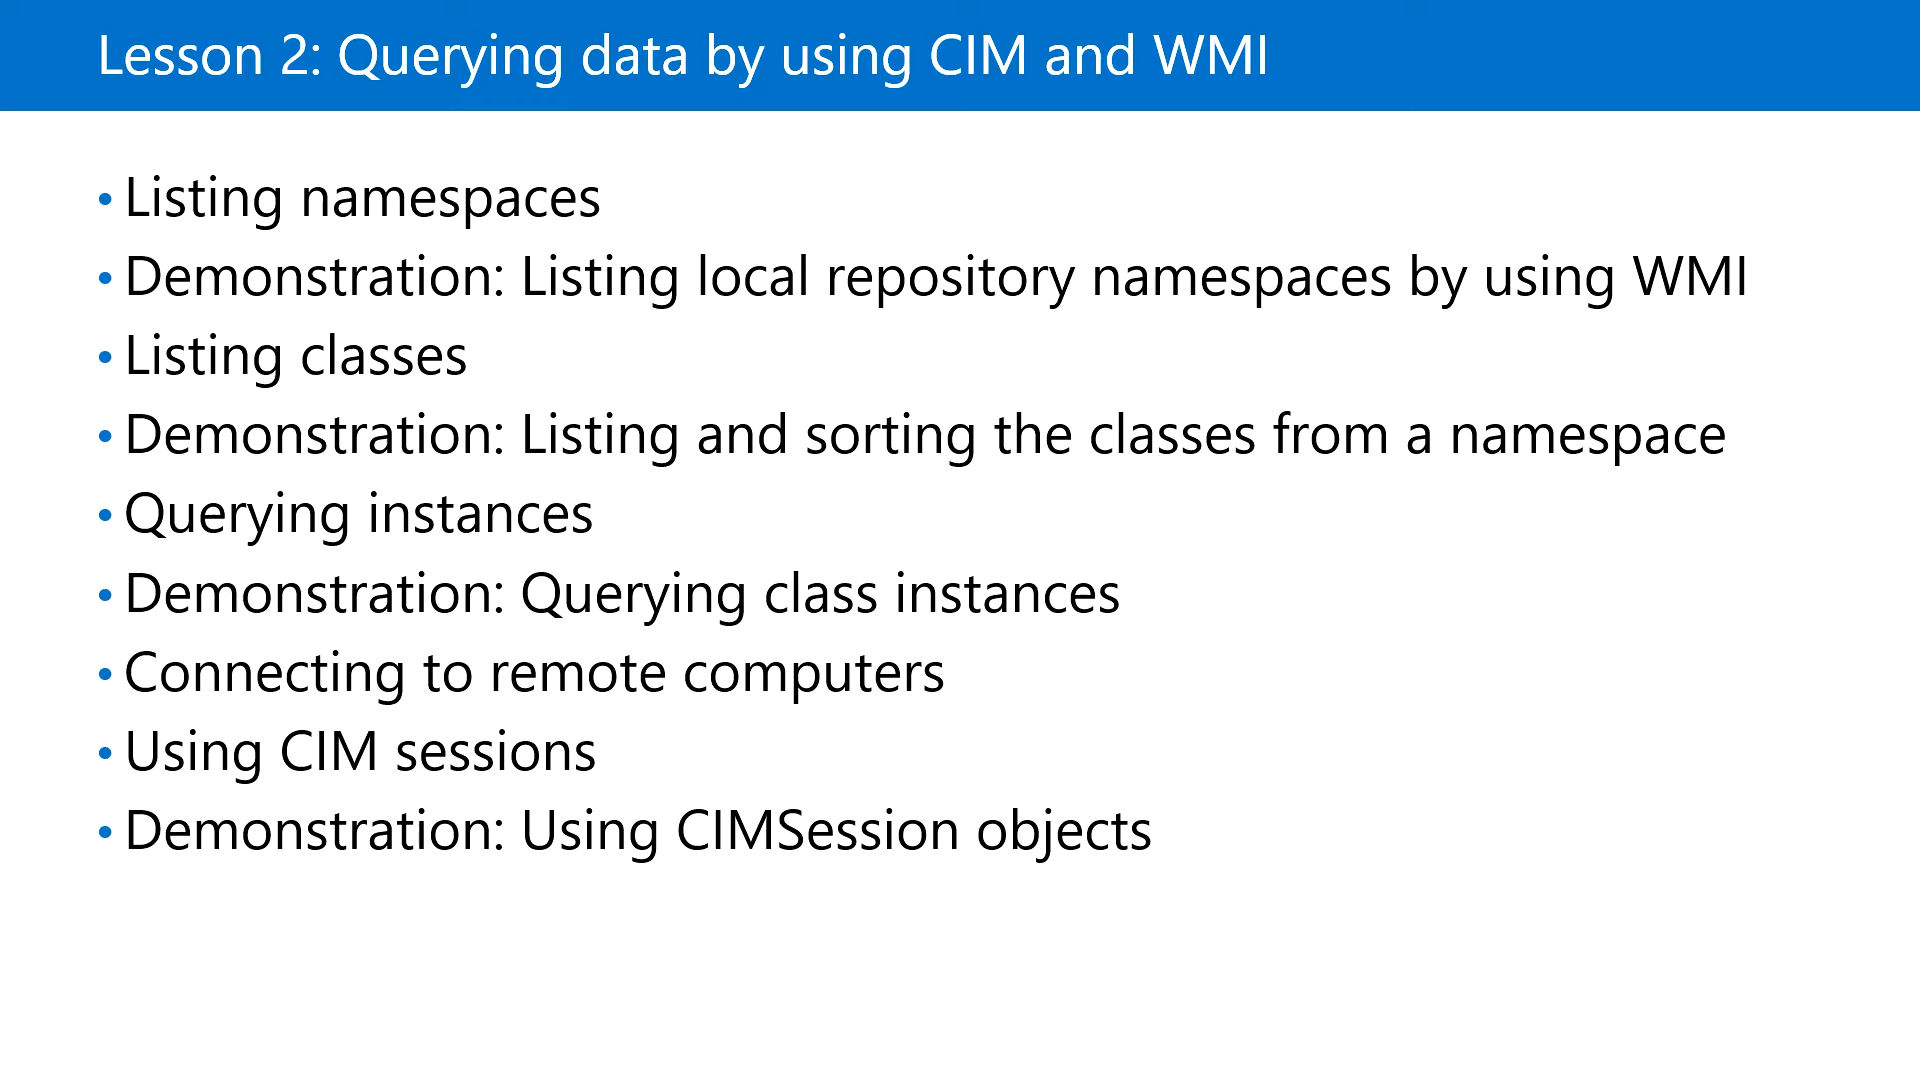 Lesson 2: Querying data by using CIM and WMI
• Listing namespaces
• Demonstration: Listing local repository namespaces by using WMI
• Listing classes
• Demonstration: Listing and sorting the classes from a namespace
• Querying instances
• Demonstration: Querying class instances
• Connecting to remote computers
• Using CIM sessions
• Demonstration: Using CIMSession objects